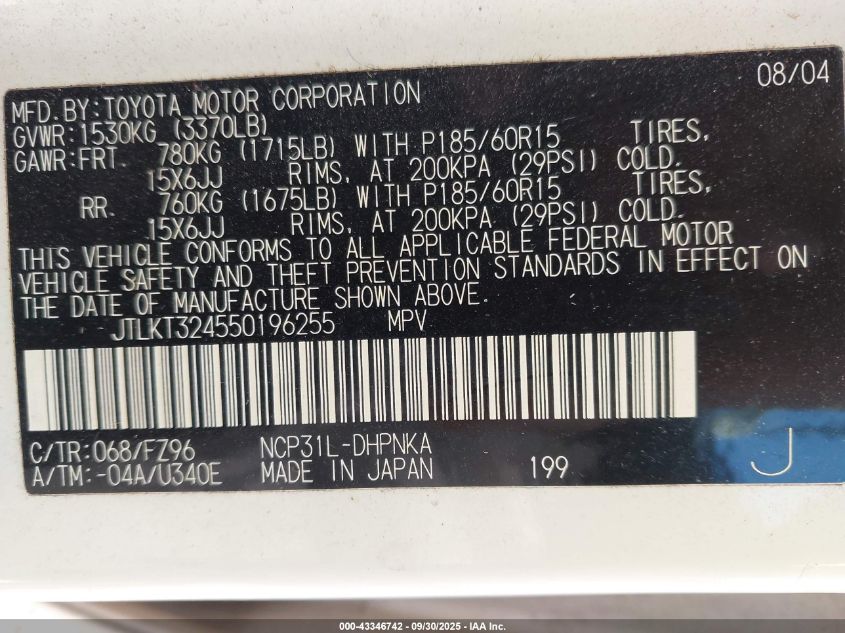 08/04
MFD.BY:TOYOTA MOTOR CORPORATION
GVWR:1530KG (3370LB)
GAWR:FRT. 780KG (1715LB) WITH P185/60R15 TIRES,
15X6JJ RIMS, AT 200KPA (29PSI) COLD.
RR. 760KG (1675LB) WITH P185/60R15 TIRES,
15X6JJ RIMS, AT 200KPA (29PSI) COLD.
THIS VEHICLE CONFORMS TO ALL APPLICABLE FEDERAL MOTOR
VEHICLE SAFETY AND THEFT PREVENTION STANDARDS IN EFFECT ON
THE DATE OF MANUFACTURE SHOWN ABOVE.
JTLKT324550196255 MPV
C/TR:068/FZ96 NCP31L-DHPNKA
A/TM:-04A/U340E MADE IN JAPAN 199 J
000-43346742 - 09/30/2025 - IAA Inc.